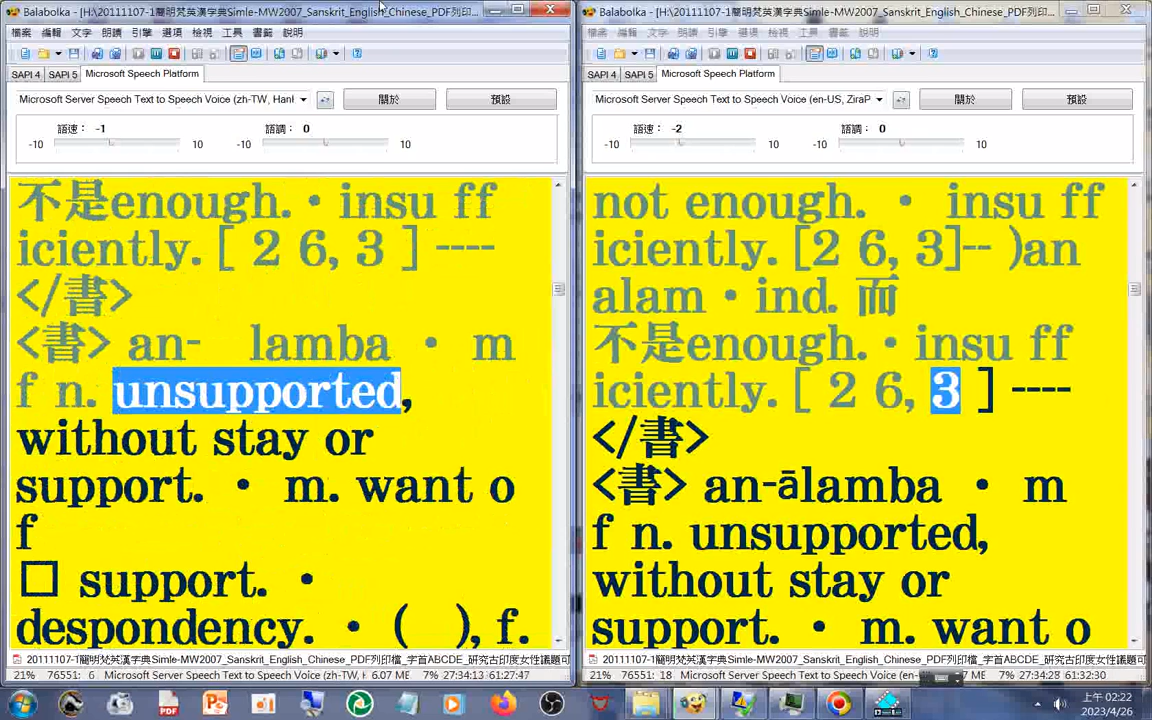 Balabolka - [H:\20111107-1簡明梵英漢字典Simle-MW2007_Sanskrit_English_Chinese_PDF列印...
檔案 編輯 文字 朗讀 引擎 選項 檢視 工具 書籤 說明
SAPI 4 SAPI 5 Microsoft Speech Platform
Microsoft Server Speech Text to Speech Voice (zh-TW, Han 關於 預設
語速: -1 語調: 0
-10 10 -10 10
不是enough. • insu ff
iciently. [ 2 6, 3 ] ----
</書>
<書> an- lamba • m
f n. unsupported,
without stay or
support. • m. want o
f
□ support. •
despondency. • ( ), f.
20111107-1簡明梵英漢字典Simle-MW2007_Sanskrit_English_Chinese_PDF列印檔_字首ABCDE_研究古印度女性議題可
21% 76551: 6 Microsoft Server Speech Text to Speech Voice (zh-TW, H 6.07 ME 7% 27:34:13 61:27:47
Balabolka - [H:\20111107-1簡明梵英漢字典Simle-MW2007_Sanskrit_English_Chinese_PDF列印...
檔案 編輯 文字 朗讀 引擎 選項 檢視 工具 書籤 說明
SAPI 4 SAPI 5 Microsoft Speech Platform
Microsoft Server Speech Text to Speech Voice (en-US, ZiraP 關於 預設
語速: -2 語調: 0
-10 10 -10 10
not enough. • insu ff
iciently. [2 6, 3]-- )an
alam • ind. 而
不是enough. • insu ff
iciently. [ 2 6, 3 ] ----
</書>
<書> an-ālamba • m
f n. unsupported,
without stay or
support. • m. want o
20111107-1簡明梵英漢字典Simle-MW2007_Sanskrit_English_Chinese_PDF列印檔_字首ABCDE_研究古印度女性議題可
21% 76551: 18 Microsoft Server Speech Text to Speech Voice (en-U 7% 27:34:28 61:32:30
上午 02:22
2023/4/26